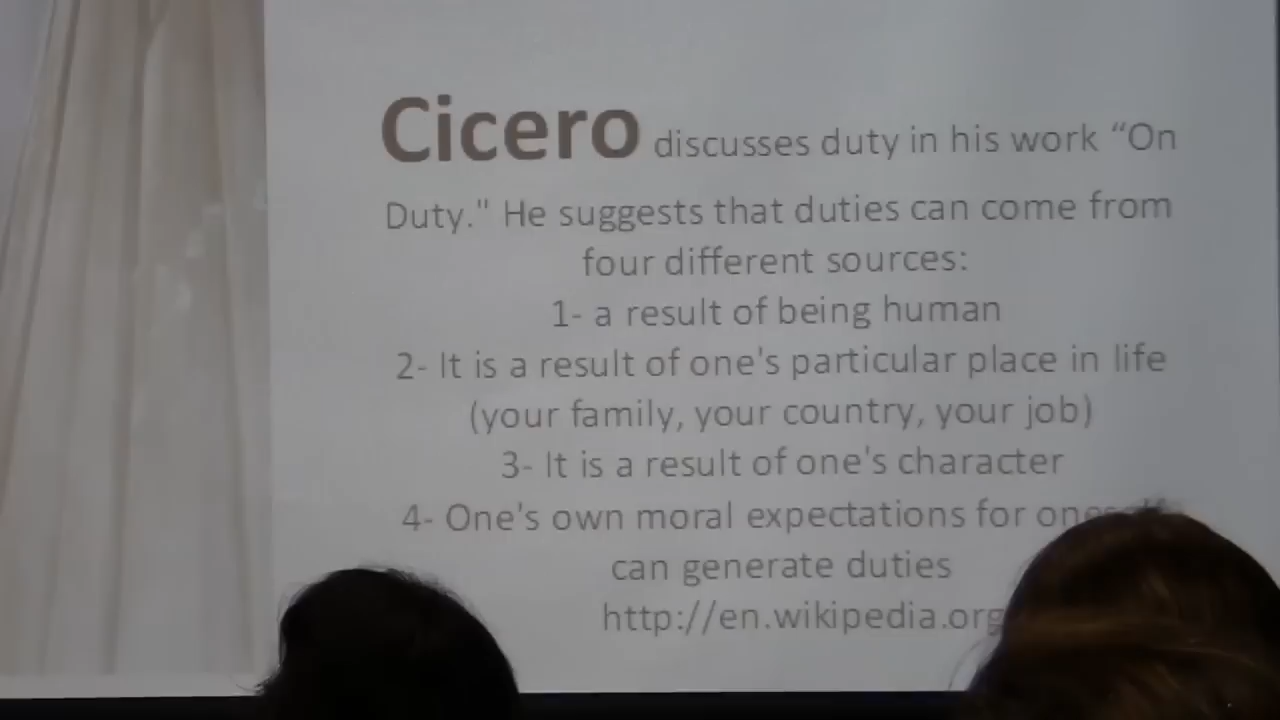 Cicero discusses duty in his work “On
Duty." He suggests that duties can come from
four different sources:
1- a result of being human
2- It is a result of one's particular place in life
(your family, your country, your job)
3- It is a result of one's character
4- One's own moral expectations for
can generate duties
http://en.wikipedia.org